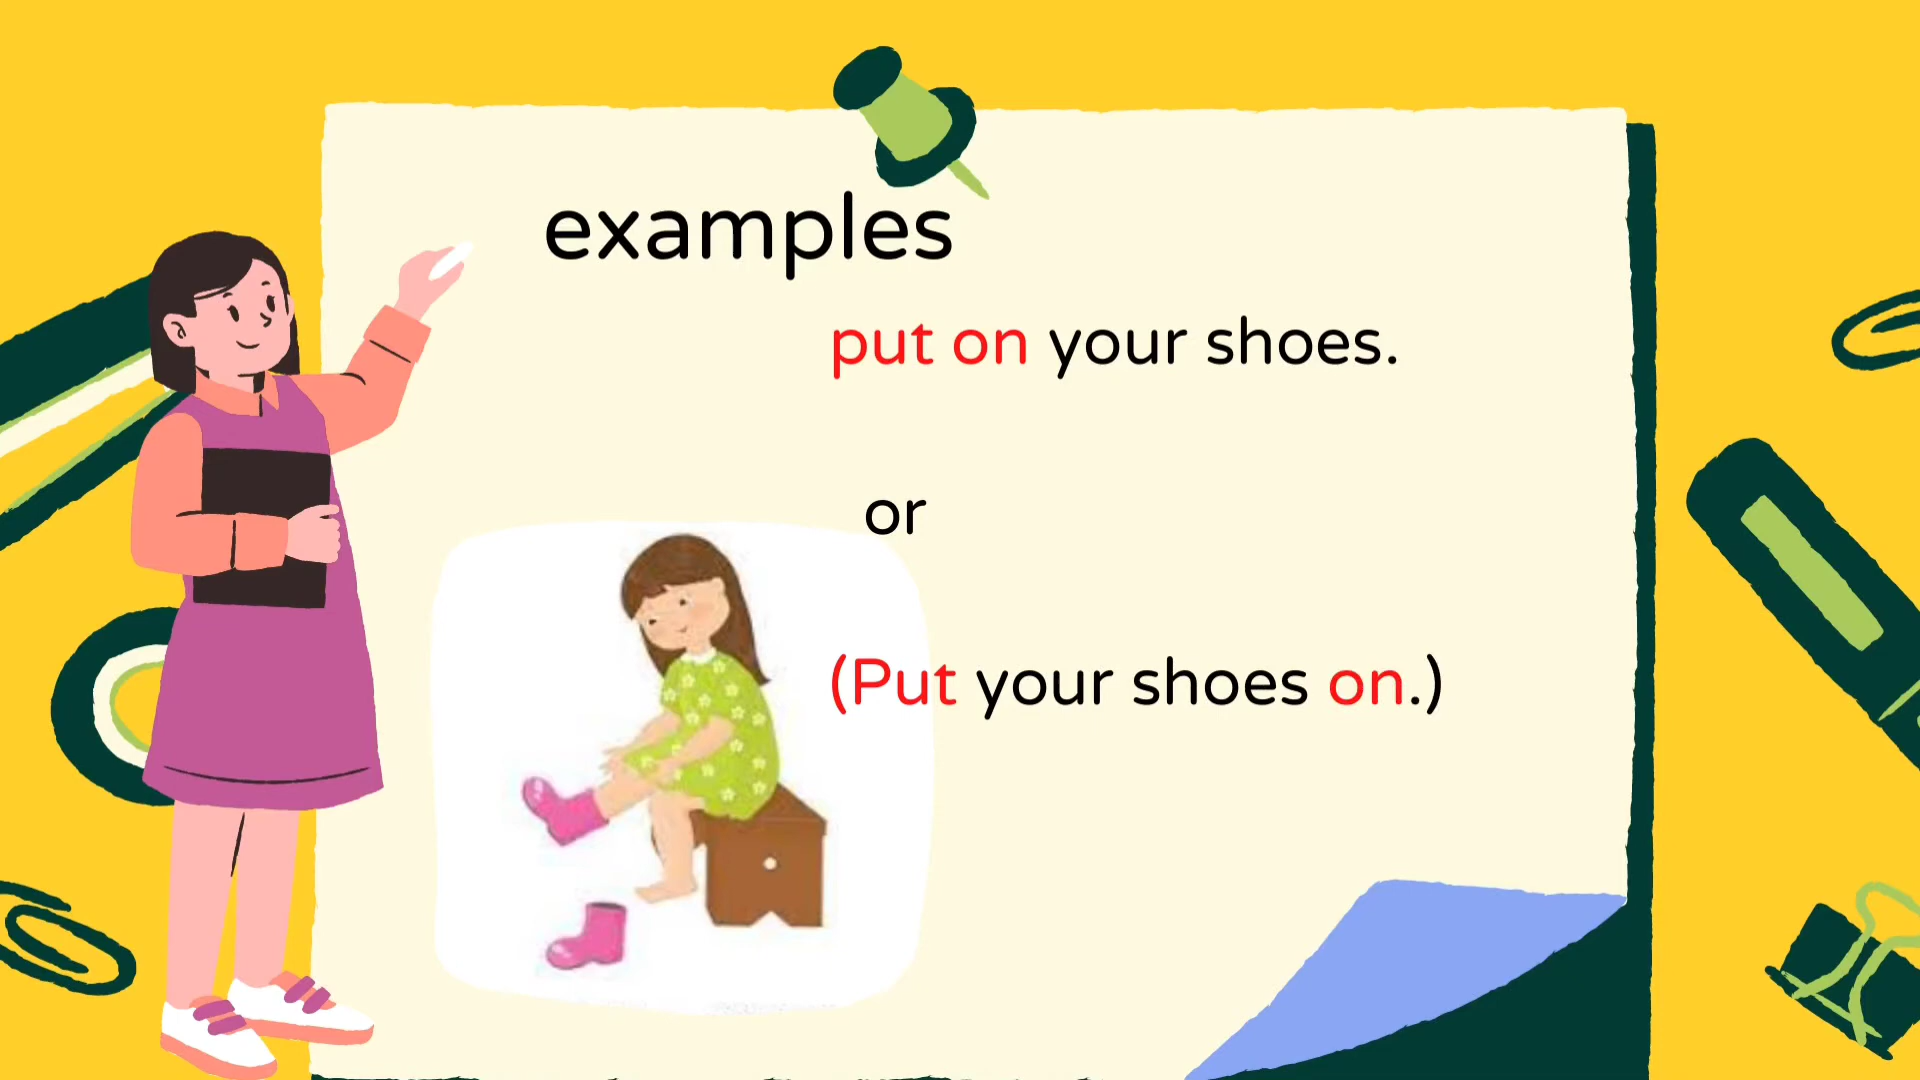 examples
put on your shoes.
or
(Put your shoes on.)